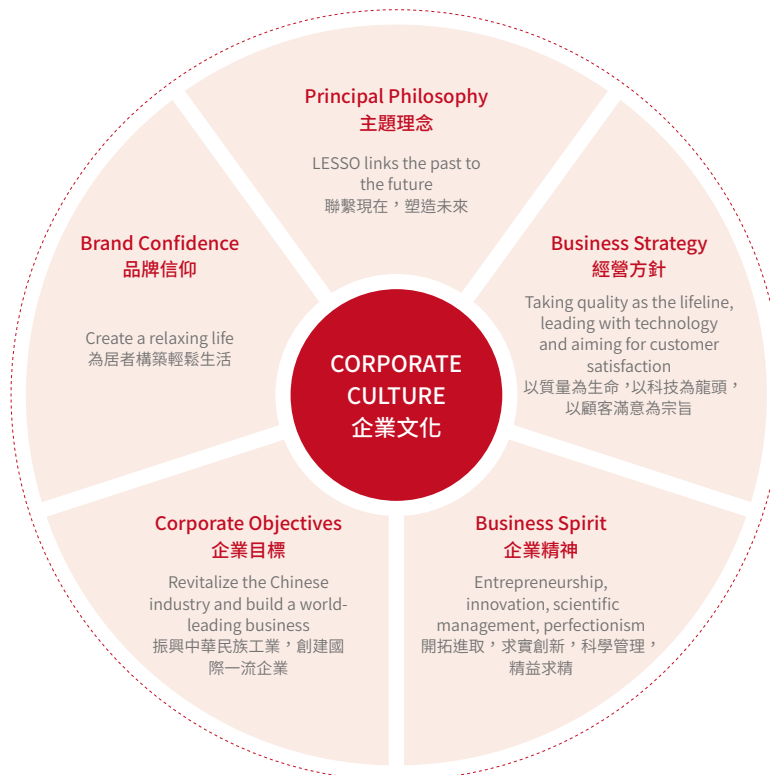 Principal Philosophy
主題理念
LESSO links the past to
the future
聯繫現在，塑造未來
Brand Confidence
品牌信仰
Create a relaxing life
為居者構築輕鬆生活
Business Strategy
經營方針
Taking quality as the lifeline,
leading with technology
and aiming for customer
satisfaction
以質量為生命，以科技為龍頭，
以顧客滿意為宗旨
CORPORATE
CULTURE
企業文化
Corporate Objectives
企業目標
Revitalize the Chinese
industry and build a world-
leading business
振興中華民族工業，創建國
際一流企業
Business Spirit
企業精神
Entrepreneurship,
innovation, scientific
management, perfectionism
開拓進取，求實創新，科學管理，
精益求精